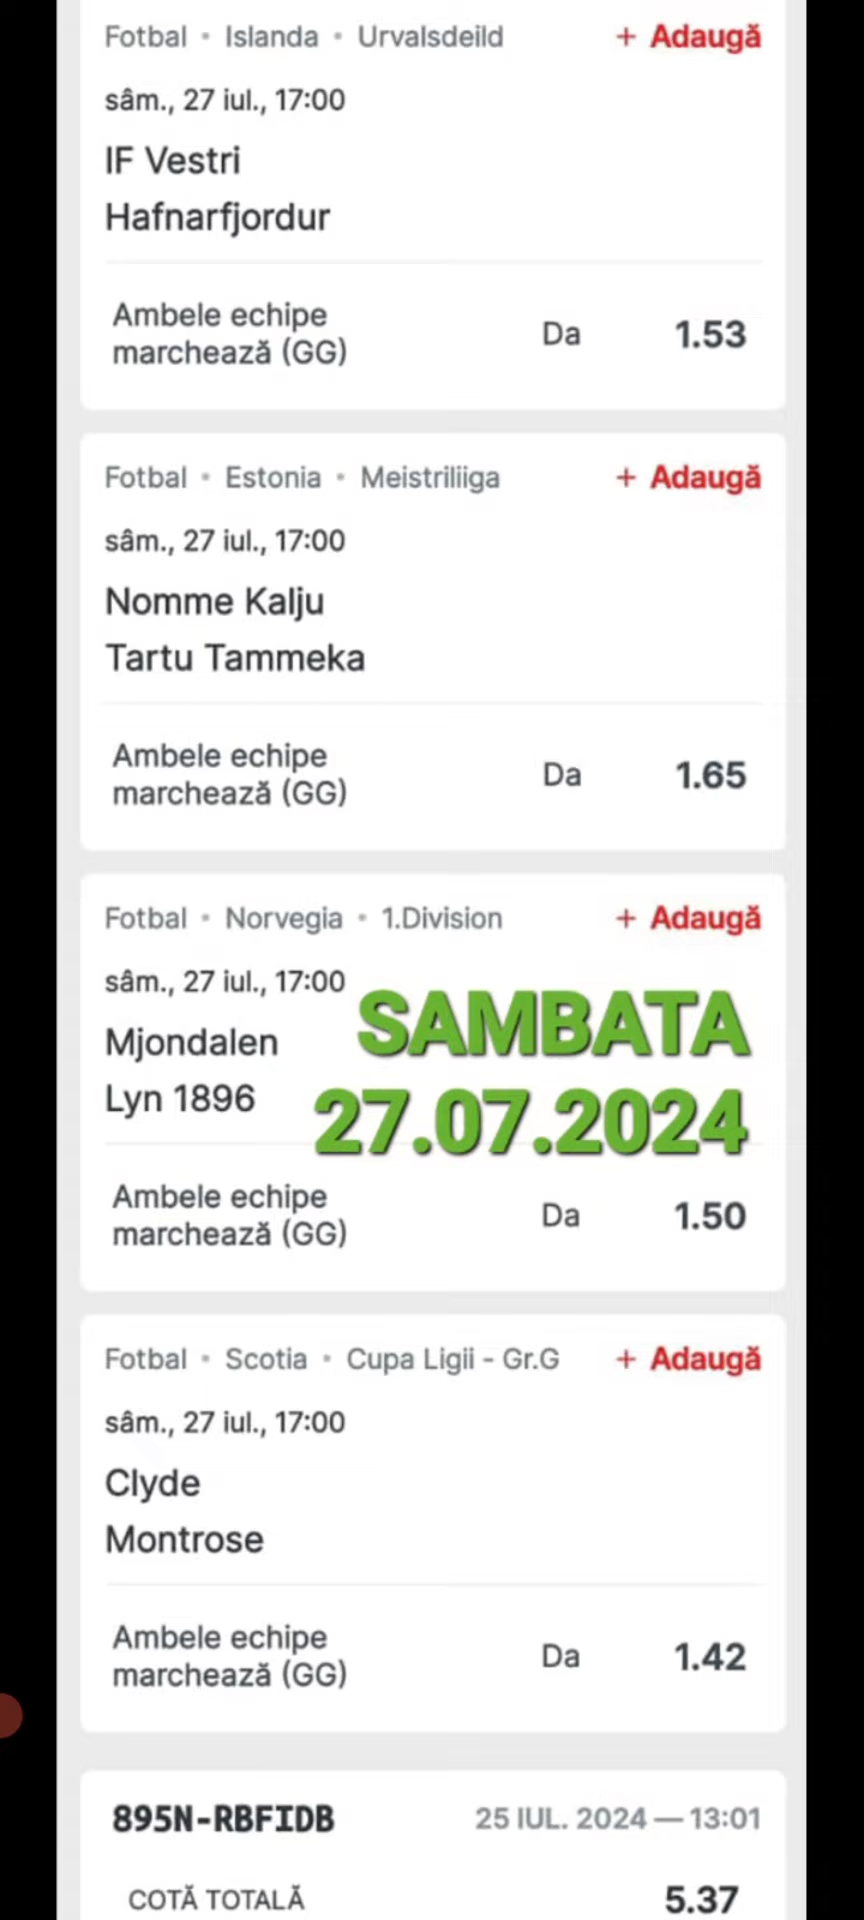 Fotbal • Islanda • Urvalsdeild + Adaugă
sâm., 27 iul., 17:00
IF Vestri
Hafnarfjordur
Ambele echipe
marchează (GG) Da 1.53
Fotbal • Estonia • Meistriliiga + Adaugă
sâm., 27 iul., 17:00
Nomme Kalju
Tartu Tammeka
Ambele echipe
marchează (GG) Da 1.65
Fotbal • Norvegia • 1.Division + Adaugă
sâm., 27 iul., 17:00
SAMBATA
Mjondalen
Lyn 1896
27.07.2024
Ambele echipe
marchează (GG) Da 1.50
Fotbal • Scotia • Cupa Ligii - Gr.G + Adaugă
sâm., 27 iul., 17:00
Clyde
Montrose
Ambele echipe
marchează (GG) Da 1.42
895N-RBFIDB 25 IUL. 2024 — 13:01
COTĂ TOTALĂ 5.37